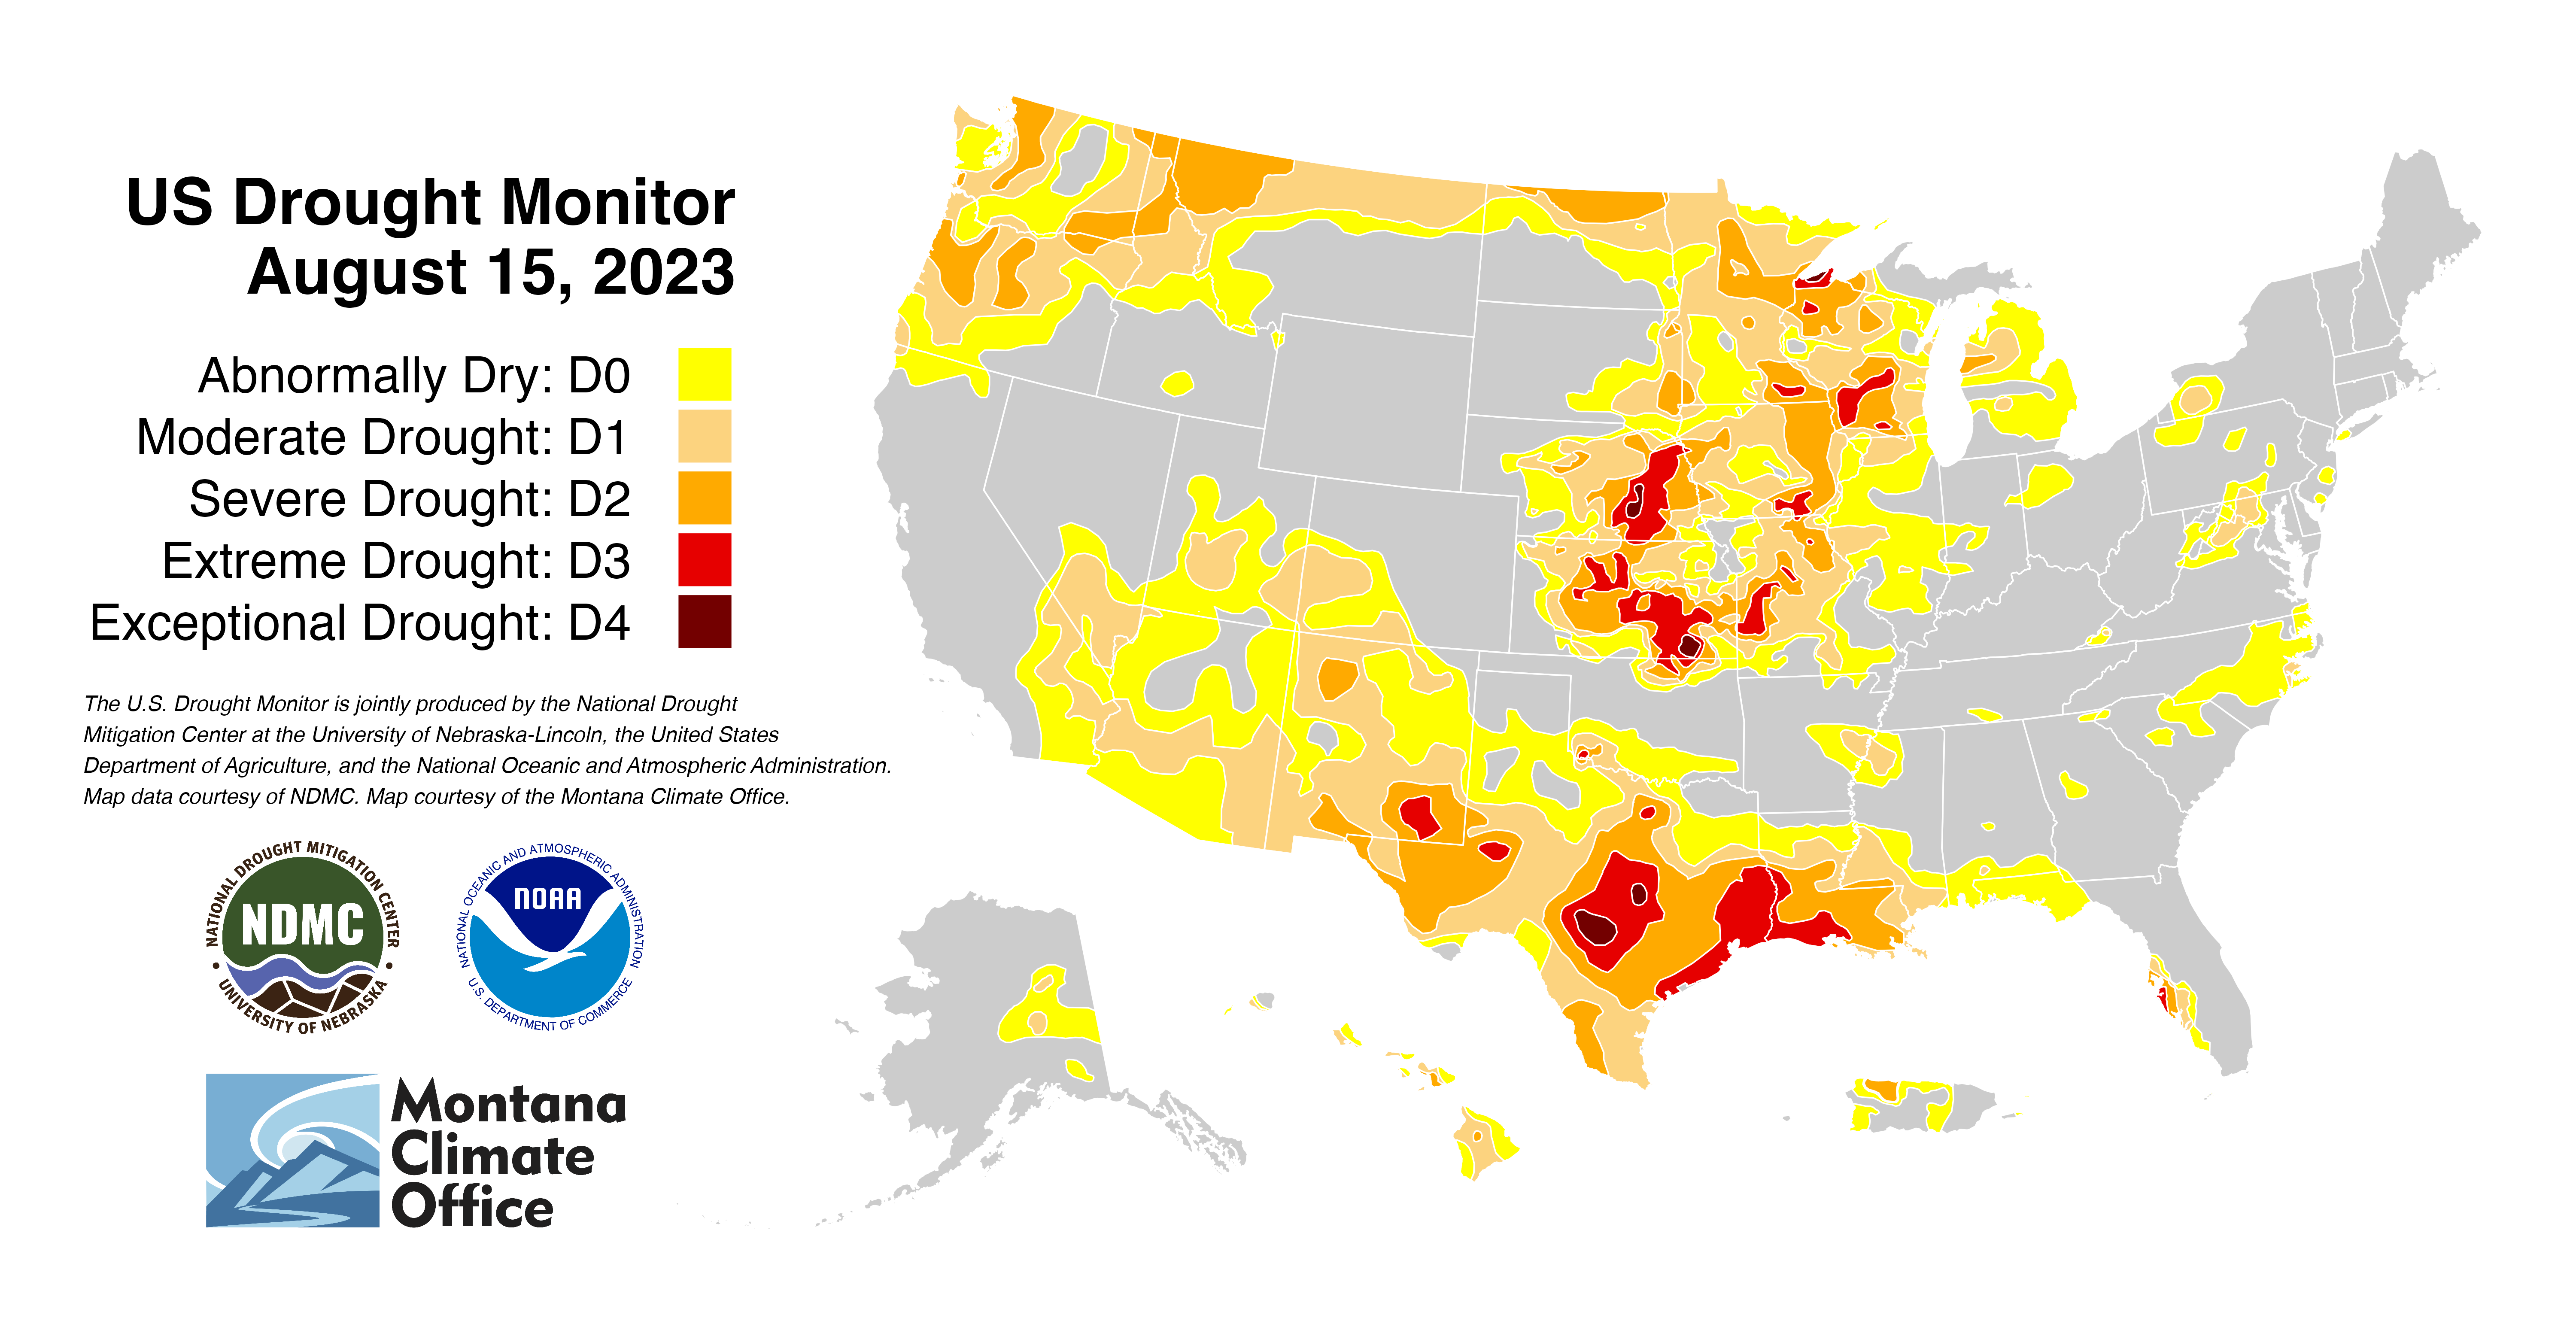 US Drought Monitor
August 15, 2023
Abnormally Dry: D0
Moderate Drought: D1
Severe Drought: D2
Extreme Drought: D3
Exceptional Drought: D4
The U.S. Drought Monitor is jointly produced by the National Drought
Mitigation Center at the University of Nebraska-Lincoln, the United States
Department of Agriculture, and the National Oceanic and Atmospheric Administration.
Map data courtesy of NDMC. Map courtesy of the Montana Climate Office.
NATIONAL DROUGHT MITIGATION CENTER
NDMC
• UNIVERSITY OF NEBRASKA •
NATIONAL OCEANIC AND ATMOSPHERIC ADMINISTRATION
NOAA
U.S. DEPARTMENT OF COMMERCE
Montana
Climate
Office